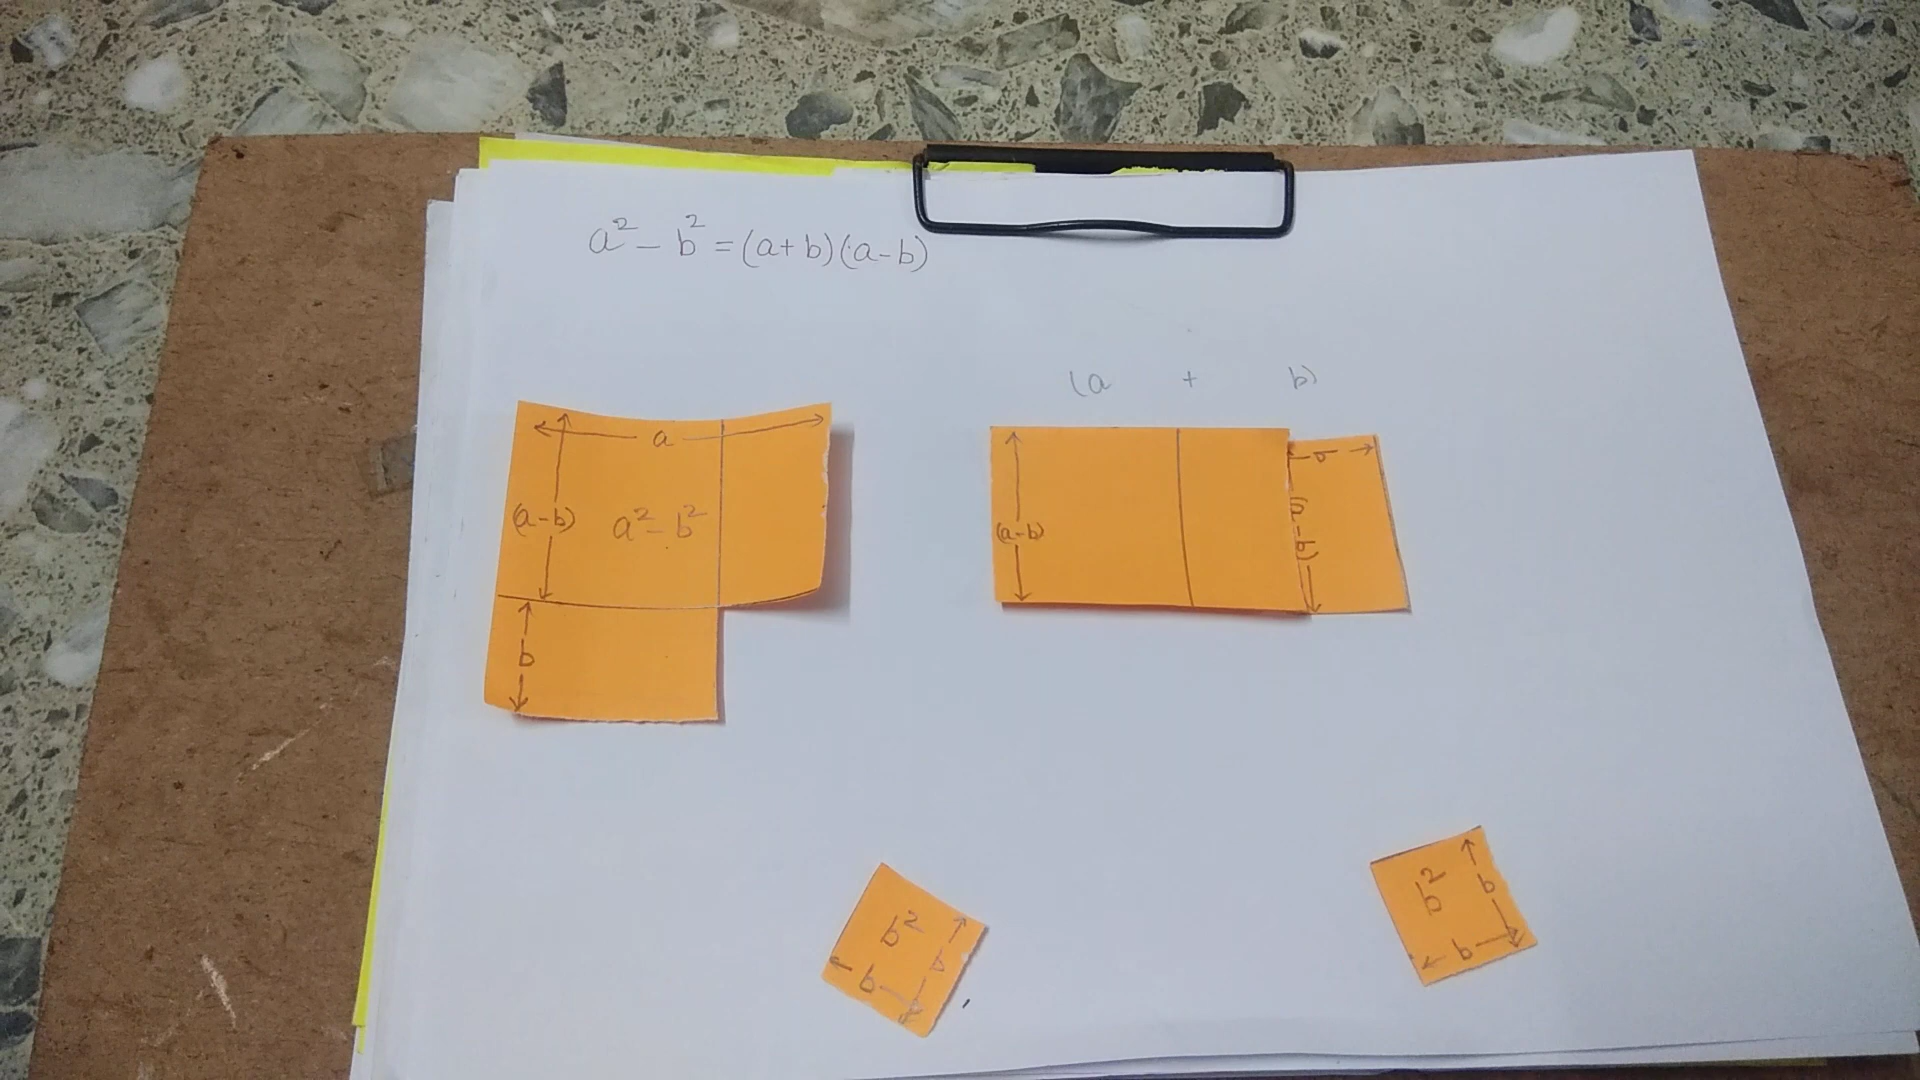 a² - b² = (a+b)(a-b)
(a + b)
a
(a-b)
a² - b²
b
(a-b)
b
(a-b)
b²
b
b
b²
b
b